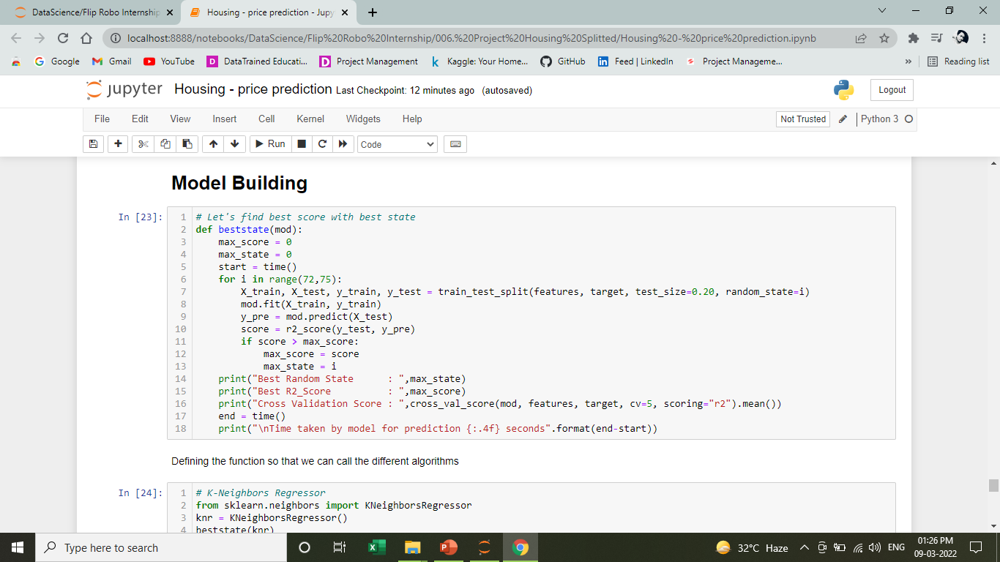 DataScience/Flip Robo Internship
Housing - price prediction - Jupy
localhost:8888/notebooks/DataScience/Flip%20Robo%20Internship/006.%20Project%20Housing%20Splitted/Housing%20-%20price%20prediction.ipynb
Google Gmail YouTube DataTrained Educati... Project Management Kaggle: Your Home... GitHub Feed | LinkedIn Project Manageme... » Reading list
jupyter Housing - price prediction Last Checkpoint: 12 minutes ago (autosaved)
Logout
File Edit View Insert Cell Kernel Widgets Help
Not Trusted Python 3
Run Code
Model Building
In [23]:
1 # Let's find best score with best state
2 def beststate(mod):
3     max_score = 0
4     max_state = 0
5     start = time()
6     for i in range(72,75):
7         X_train, X_test, y_train, y_test = train_test_split(features, target, test_size=0.20, random_state=i)
8         mod.fit(X_train, y_train)
9         y_pre = mod.predict(X_test)
10         score = r2_score(y_test, y_pre)
11         if score > max_score:
12             max_score = score
13             max_state = i
14     print("Best Random State      : ",max_state)
15     print("Best R2_Score          : ",max_score)
16     print("Cross Validation Score : ",cross_val_score(mod, features, target, cv=5, scoring="r2").mean())
17     end = time()
18     print("\nTime taken by model for prediction {:.4f} seconds".format(end-start))
Defining the function so that we can call the different algorithms
In [24]:
1 # K-Neighbors Regressor
2 from sklearn.neighbors import KNeighborsRegressor
3 knr = KNeighborsRegressor()
4 beststate(knr)
Type here to search
32°C Haze
ENG
01:26 PM
09-03-2022